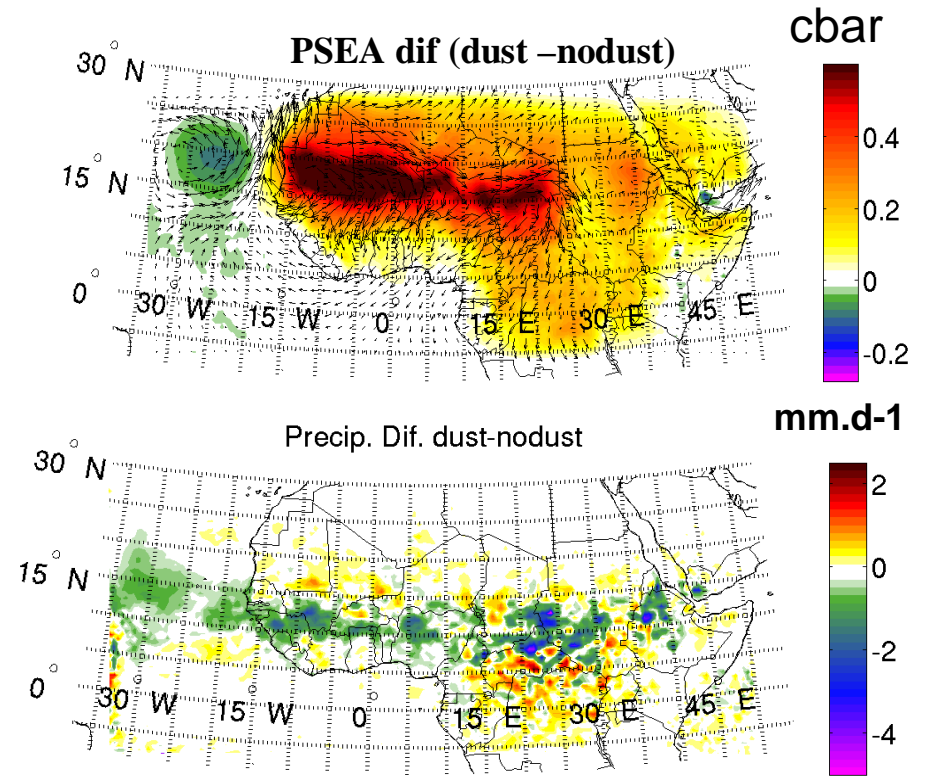 cbar
PSEA dif (dust –nodust)
30 ° N
15 ° N
0 °
30 ° W
15 ° W
0 °
15 ° E
30 ° E
45 ° E
0.4
0.2
0
-0.2
mm.d-1
Precip. Dif. dust-nodust
30 ° N
15 ° N
0 °
30 ° W
15 ° W
0 °
15 ° E
30 ° E
45 ° E
2
0
-2
-4